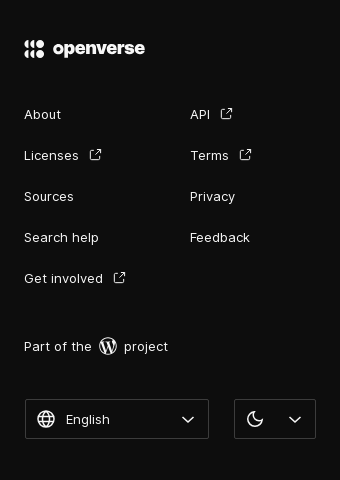 openverse
About
API
Licenses
Terms
Sources
Privacy
Search help
Feedback
Get involved
Part of the project
English